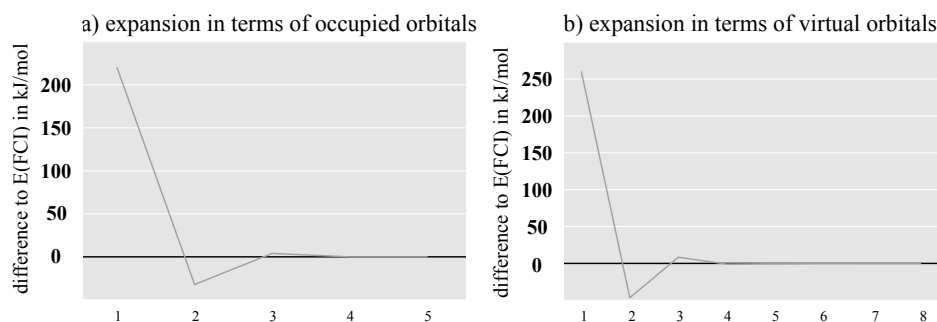 a) expansion in terms of occupied orbitals
difference to E(FCI) in kJ/mol
200
150
100
50
0
1 2 3 4 5
b) expansion in terms of virtual orbitals
difference to E(FCI) in kJ/mol
250
200
150
100
50
0
1 2 3 4 5 6 7 8